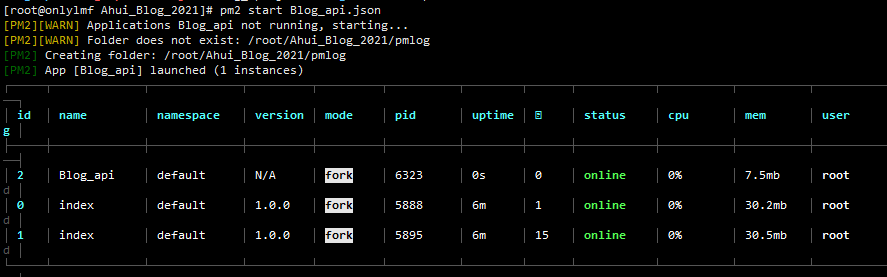 [root@onlylmf Ahui_Blog_2021]# pm2 start Blog_api.json
[PM2][WARN] Applications Blog_api not running, starting...
[PM2][WARN] Folder does not exist: /root/Ahui_Blog_2021/pmlog
[PM2] Creating folder: /root/Ahui_Blog_2021/pmlog
[PM2] App [Blog_api] launched (1 instances)
id name namespace version mode pid uptime status cpu mem user
g
2 Blog_api default N/A fork 6323 0s 0 online 0% 7.5mb root
d
0 index default 1.0.0 fork 5888 6m 1 online 0% 30.2mb root
d
1 index default 1.0.0 fork 5895 6m 15 online 0% 30.5mb root
d